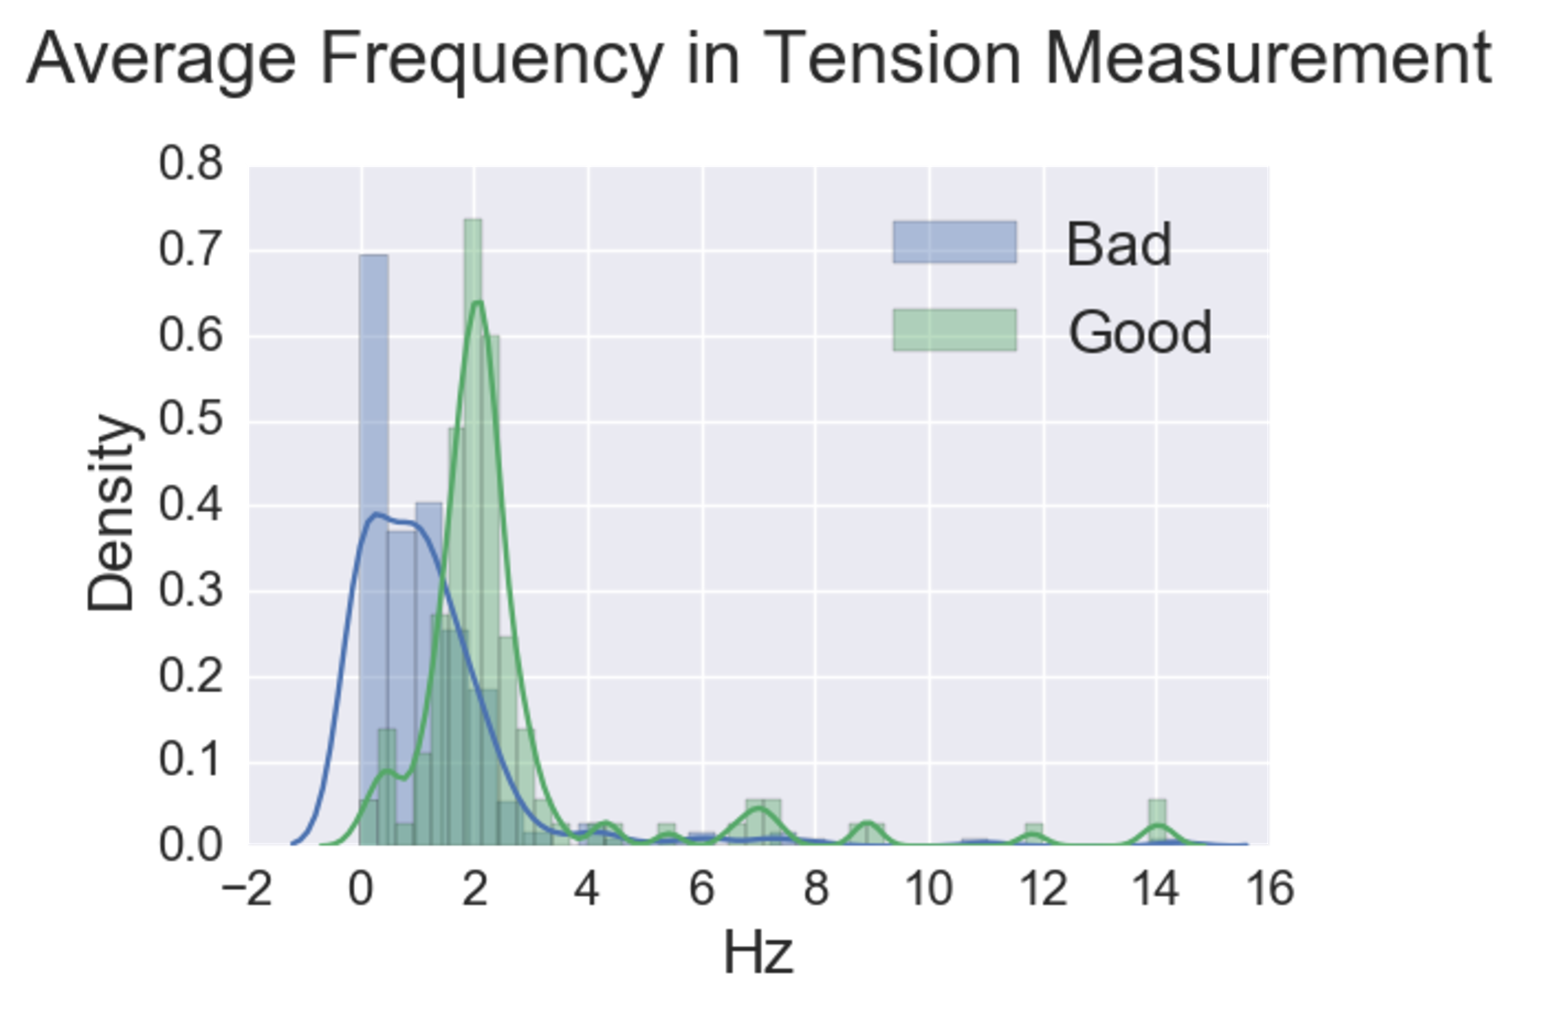 Average Frequency in Tension Measurement
0.8
0.7
0.6
0.5
0.4
0.3
0.2
0.1
0.0
Density
Bad
Good
−2 0 2 4 6 8 10 12 14 16
Hz